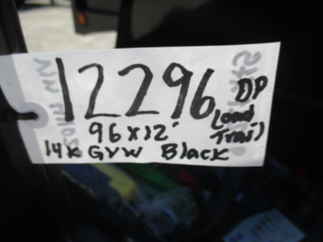 12296 DP
Load
96x12' Trail
14K GVW Black